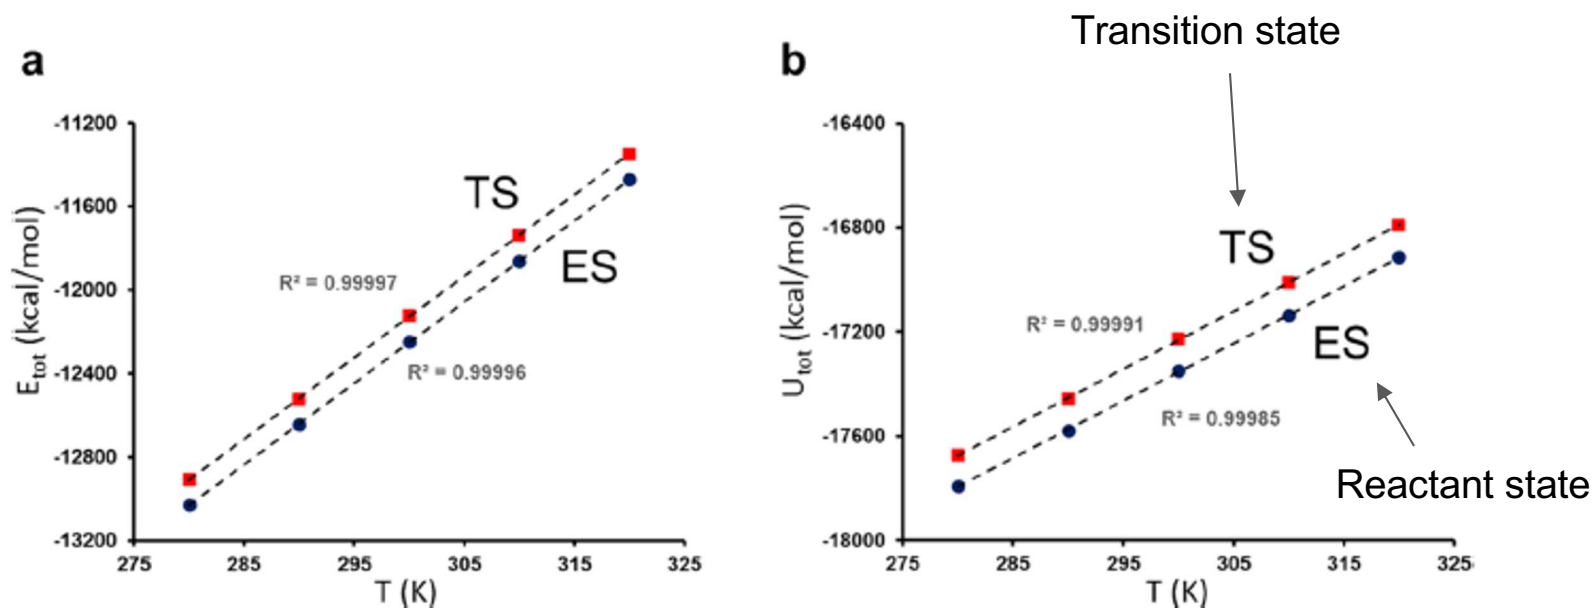 Transition state
a
b
-11200
-11600
-12000
-12400
-12800
-13200
E_tot (kcal/mol)
TS
ES
R² = 0.99997
R² = 0.99996
275
285
295
305
315
325
T (K)
-16400
-16800
-17200
-17600
-18000
U_tot (kcal/mol)
TS
ES
R² = 0.99991
R² = 0.99985
Reactant state
275
285
295
305
315
325
T (K)